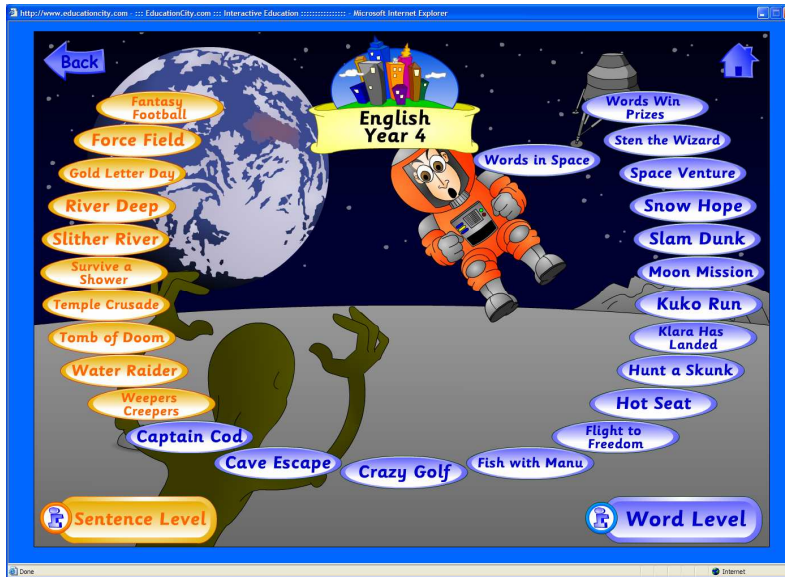 http://www.educationcity.com - ::: EducationCity.com ::: Interactive Education :::::::::::::::: - Microsoft Internet Explorer
Back
English
Year 4
Fantasy
Football
Force Field
Gold Letter Day
River Deep
Slither River
Survive a
Shower
Temple Crusade
Tomb of Doom
Water Raider
Weepers
Creepers
Captain Cod
Cave Escape
Crazy Golf
Fish with Manu
Flight to
Freedom
Hot Seat
Hunt a Skunk
Klara Has
Landed
Kuko Run
Moon Mission
Slam Dunk
Snow Hope
Space Venture
Sten the Wizard
Words Win
Prizes
Words in Space
Sentence Level
Word Level
Done
Internet